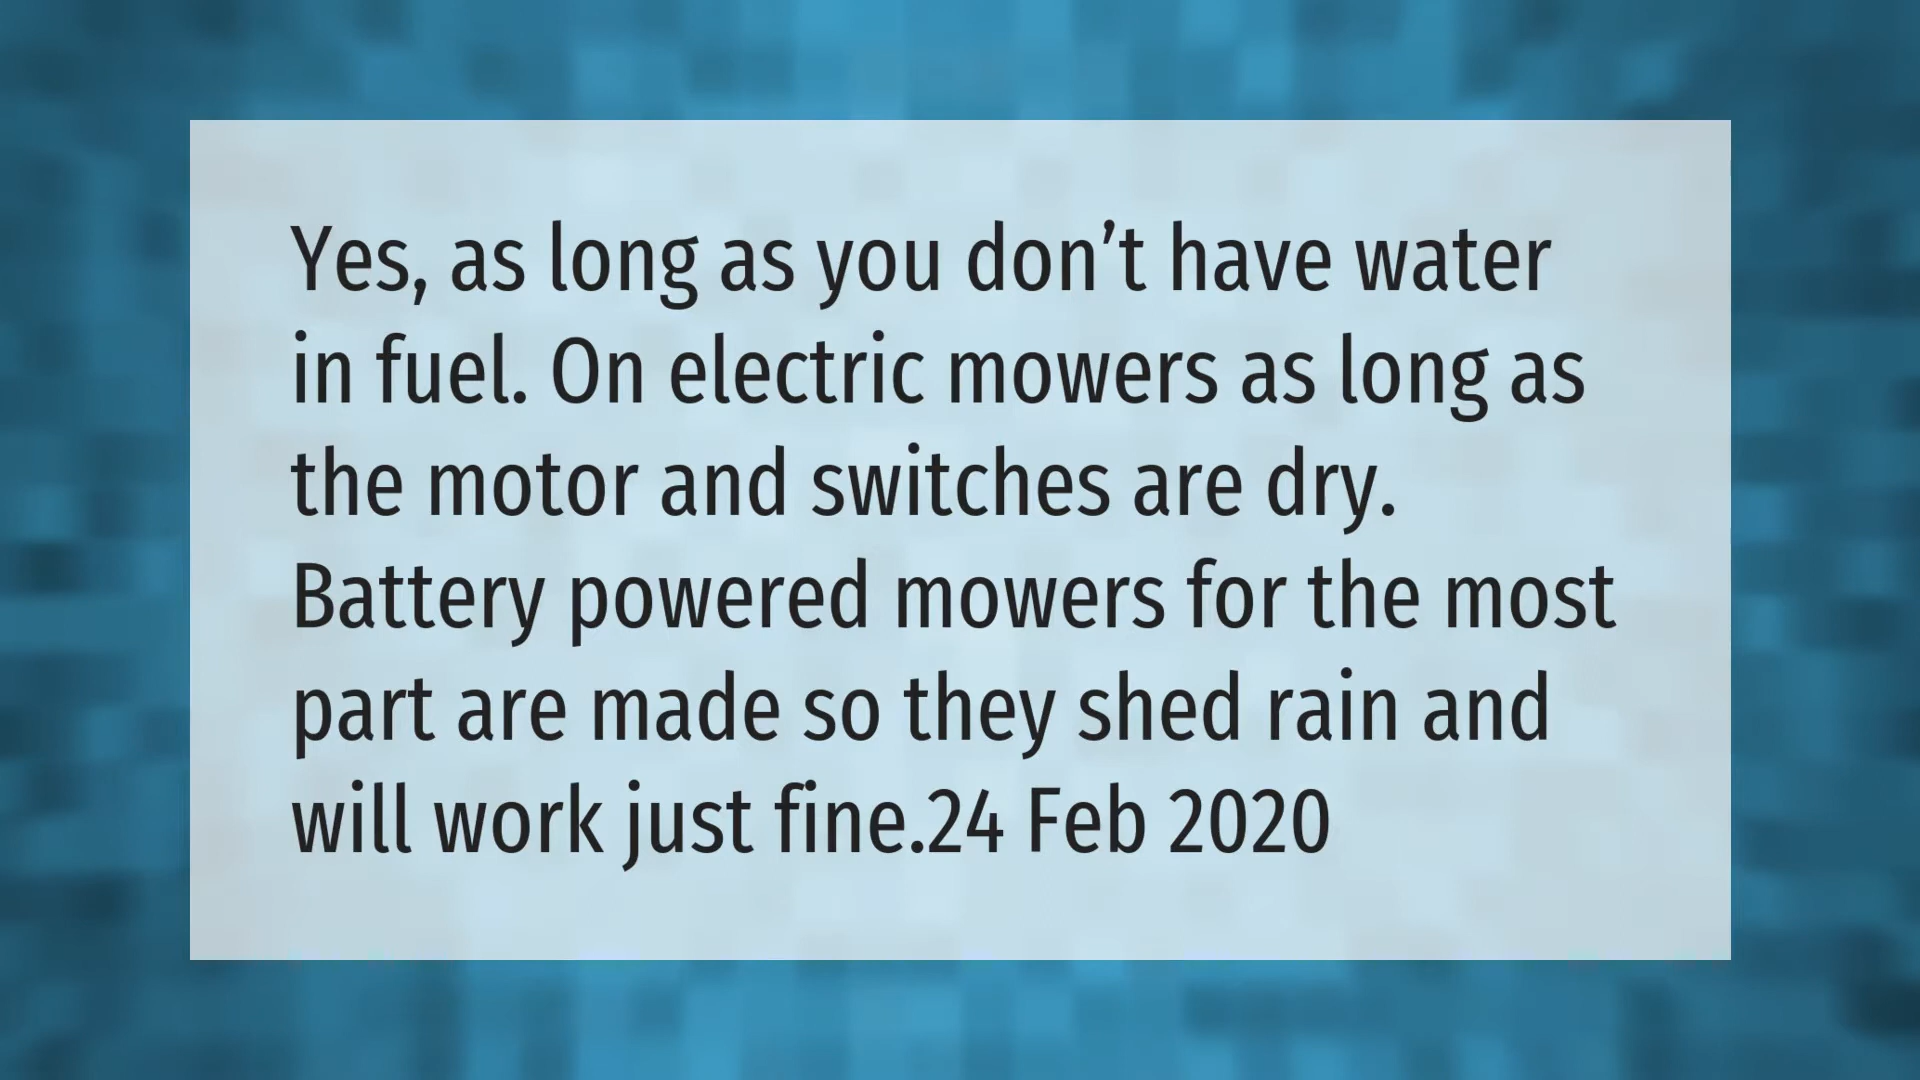 Yes, as long as you don’t have water
in fuel. On electric mowers as long as
the motor and switches are dry.
Battery powered mowers for the most
part are made so they shed rain and
will work just fine.24 Feb 2020